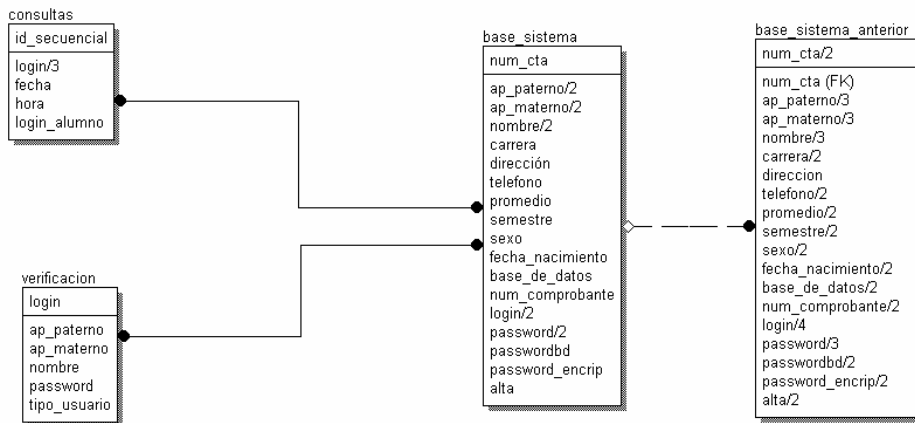 consultas
id_secuencial
login/3
fecha
hora
login_alumno
verificacion
login
ap_paterno
ap_materno
nombre
password
tipo_usuario
base_sistema
num_cta
ap_paterno/2
ap_materno/2
nombre/2
carrera
dirección
telefono
promedio
semestre
sexo
fecha_nacimiento
base_de_datos
num_comprobante
login/2
password/2
passwordbd
password_encrip
alta
base_sistema_anterior
num_cta/2
num_cta (FK)
ap_paterno/3
ap_materno/3
nombre/3
carrera/2
direccion
telefono/2
promedio/2
semestre/2
sexo/2
fecha_nacimiento/2
base_de_datos/2
num_comprobante/2
login/4
password/3
passwordbd/2
password_encrip/2
alta/2